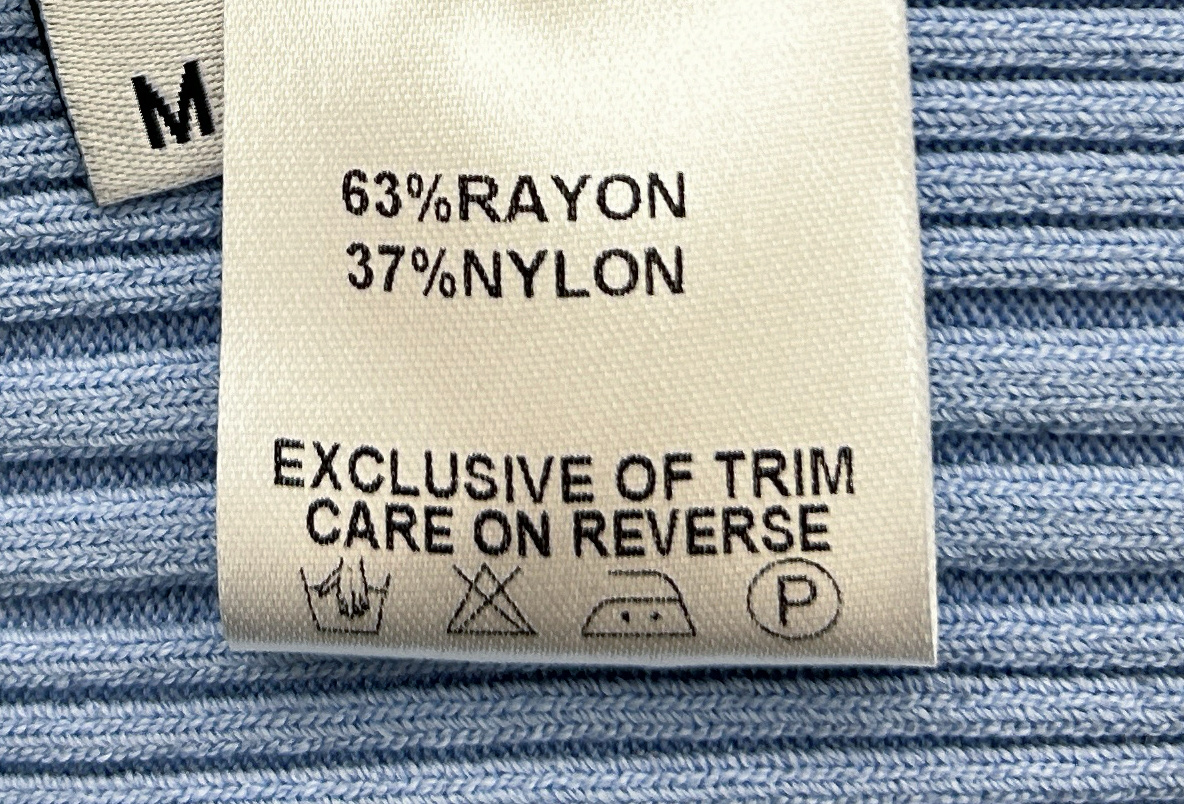 M
63%RAYON
37%NYLON
EXCLUSIVE OF TRIM
CARE ON REVERSE
P